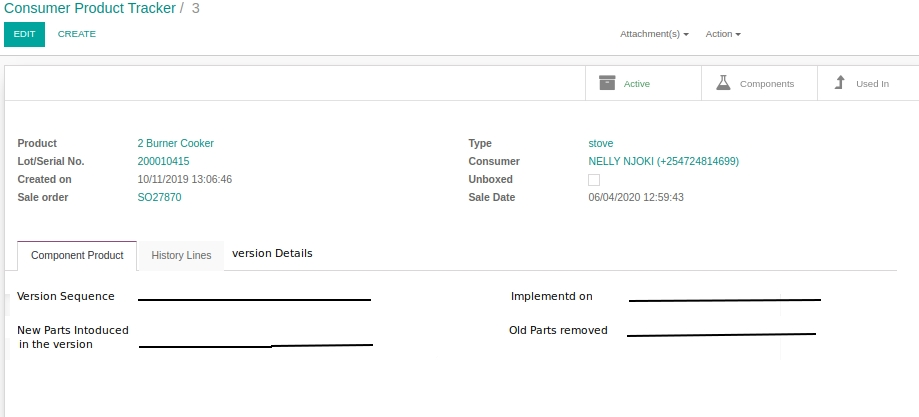 Consumer Product Tracker / 3
EDIT CREATE Attachment(s) Action
Active Components Used In
Product 2 Burner Cooker Type stove
Lot/Serial No. 200010415 Consumer NELLY NJOKI (+254724814699)
Created on 10/11/2019 13:06:46 Unboxed
Sale order SO27870 Sale Date 06/04/2020 12:59:43
Component Product History Lines version Details
Version Sequence Implementd on
New Parts Intoduced Old Parts removed
in the version